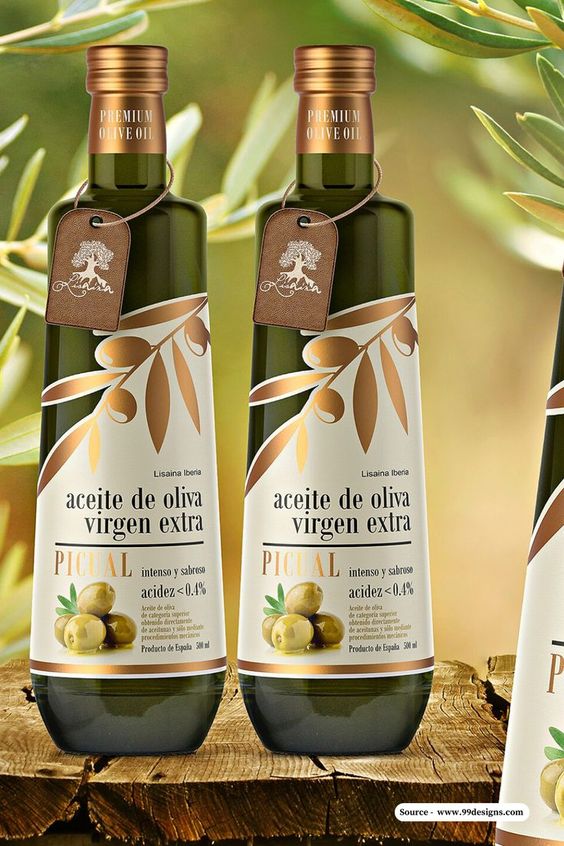 PREMIUM
OLIVE OIL
Lisaina
Lisaina Iberia
aceite de oliva
virgen extra
PICUAL
intenso y sabroso
acidez<0.4%
Aceite de oliva
de categoría superior
obtenido directamente
de aceitunas y sólo mediante
procedimientos mecánicos
Producto de España 500 ml
PREMIUM
OLIVE OIL
Lisaina
Lisaina Iberia
aceite de oliva
virgen extra
PICUAL
intenso y sabroso
acidez<0.4%
Aceite de oliva
de categoría superior
obtenido directamente
de aceitunas y sólo mediante
procedimientos mecánicos
Producto de España 500 ml
P
Source - www.99designs.com